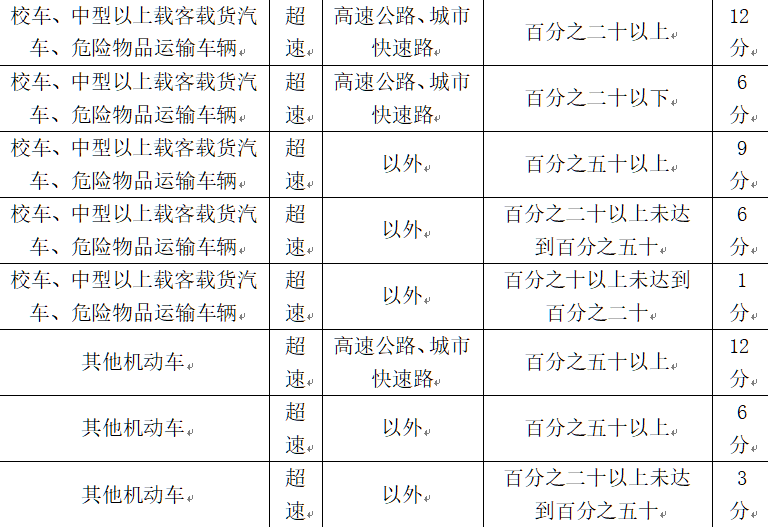 校车、中型以上载客载货汽车、危险物品运输车辆 超速 高速公路、城市快速路 百分之二十以上 12分
校车、中型以上载客载货汽车、危险物品运输车辆 超速 高速公路、城市快速路 百分之二十以下 6分
校车、中型以上载客载货汽车、危险物品运输车辆 超速 以外 百分之五十以上 9分
校车、中型以上载客载货汽车、危险物品运输车辆 超速 以外 百分之二十以上未达到百分之五十 6分
校车、中型以上载客载货汽车、危险物品运输车辆 超速 以外 百分之十以上未达到百分之二十 1分
其他机动车 超速 高速公路、城市快速路 百分之五十以上 12分
其他机动车 超速 以外 百分之五十以上 6分
其他机动车 超速 以外 百分之二十以上未达到百分之五十 3分